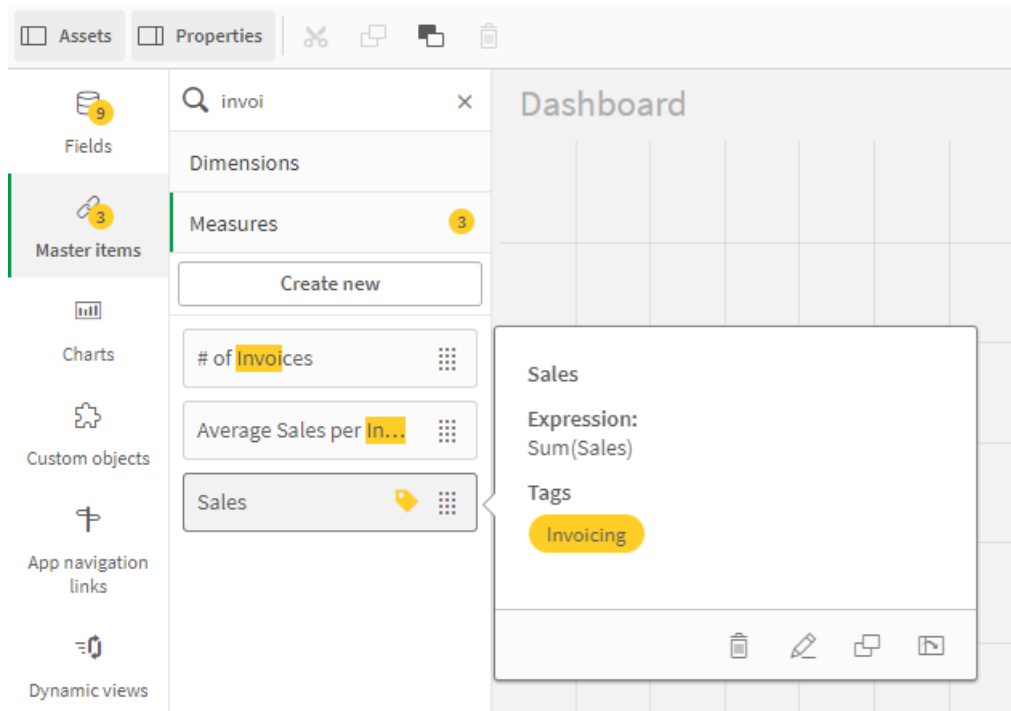 Assets
Properties
9
Fields
3
Master items
Charts
Custom objects
App navigation
links
Dynamic views
invoi
Dimensions
Measures
3
Create new
# of Invoices
Average Sales per In...
Sales
Dashboard
Sales
Expression:
Sum(Sales)
Tags
Invoicing